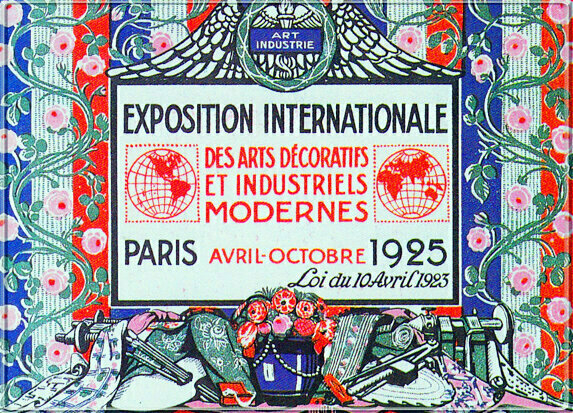 ART
INDUSTRIE
EXPOSITION INTERNATIONALE
DES ARTS DÉCORATIFS
ET INDUSTRIELS
MODERNES
PARIS AVRIL-OCTOBRE 1925
Loi du 10 Avril 1923